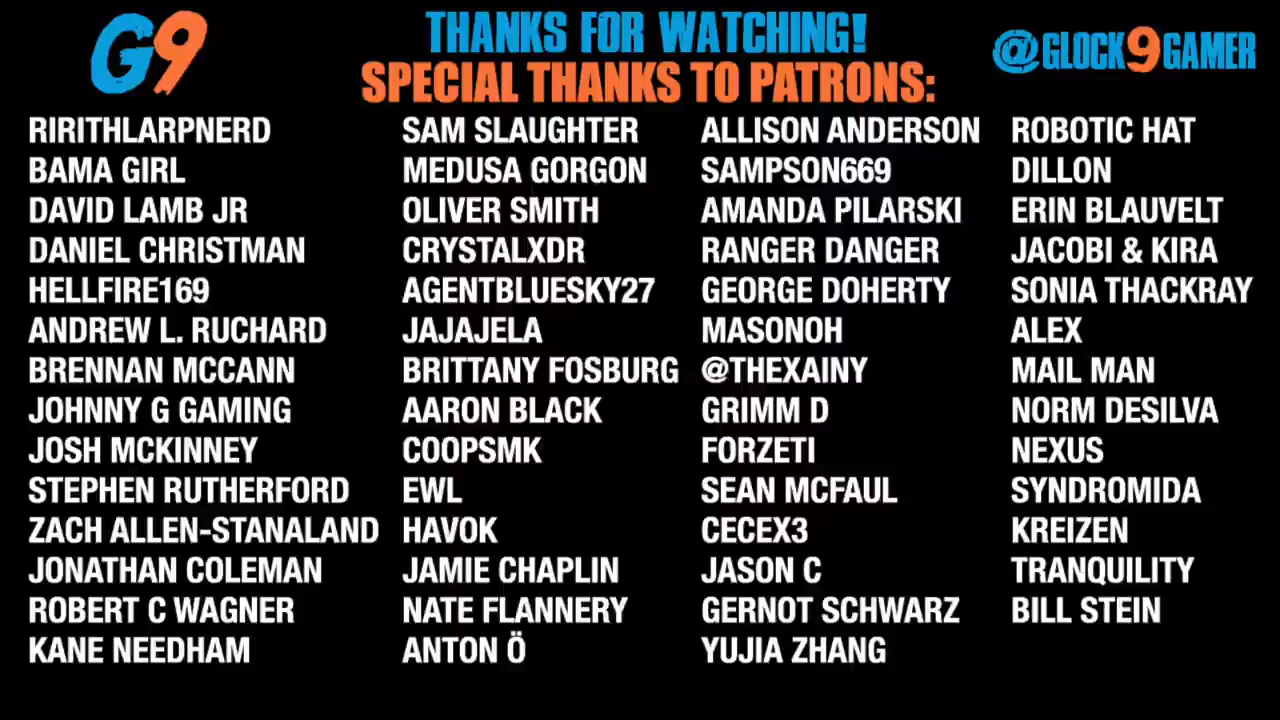 G9
THANKS FOR WATCHING!
SPECIAL THANKS TO PATRONS:
@GLOCK9GAMER
RIRITHLARPNERD
BAMA GIRL
DAVID LAMB JR
DANIEL CHRISTMAN
HELLFIRE169
ANDREW L. RUCHARD
BRENNAN MCCANN
JOHNNY G GAMING
JOSH MCKINNEY
STEPHEN RUTHERFORD
ZACH ALLEN-STANALAND
JONATHAN COLEMAN
ROBERT C WAGNER
KANE NEEDHAM
SAM SLAUGHTER
MEDUSA GORGON
OLIVER SMITH
CRYSTALXDR
AGENTBLUESKY27
JAJAJELA
BRITTANY FOSBURG
AARON BLACK
COOPSMK
EWL
HAVOK
JAMIE CHAPLIN
NATE FLANNERY
ANTON Ö
ALLISON ANDERSON
SAMPSON669
AMANDA PILARSKI
RANGER DANGER
GEORGE DOHERTY
MASONOH
@THEXAINY
GRIMM D
FORZETI
SEAN MCFAUL
CECEX3
JASON C
GERNOT SCHWARZ
YUJIA ZHANG
ROBOTIC HAT
DILLON
ERIN BLAUVELT
JACOBI & KIRA
SONIA THACKRAY
ALEX
MAIL MAN
NORM DESILVA
NEXUS
SYNDROMIDA
KREIZEN
TRANQUILITY
BILL STEIN